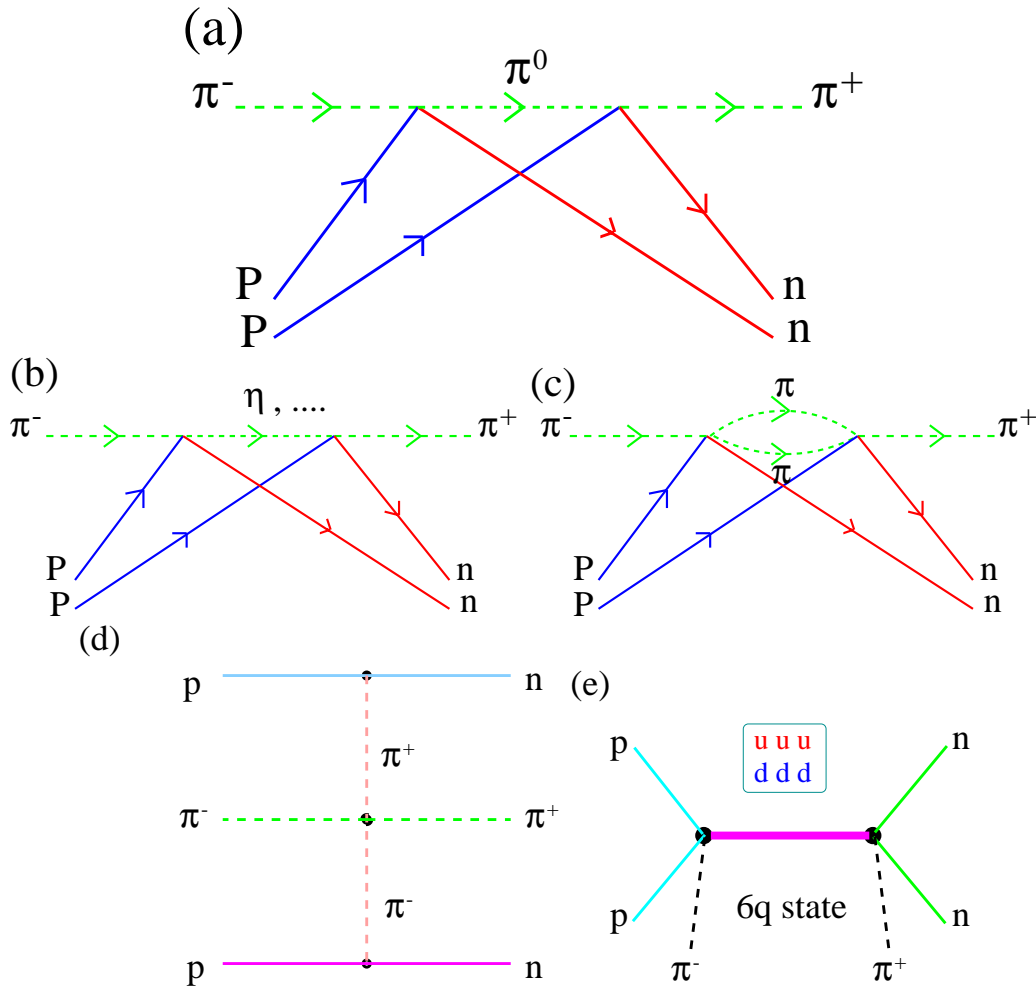 (a)
π⁰
π⁻ π⁺
P n
P n
(b)
η , ....
π⁻ π⁺
P n
P n
(c)
π
π⁻ π⁺
π
P n
P n
(d)
p n
π⁺
π⁻ π⁺
π⁻
p n
(e)
p n
u u u
d d d
6q state
p n
π⁻ π⁺